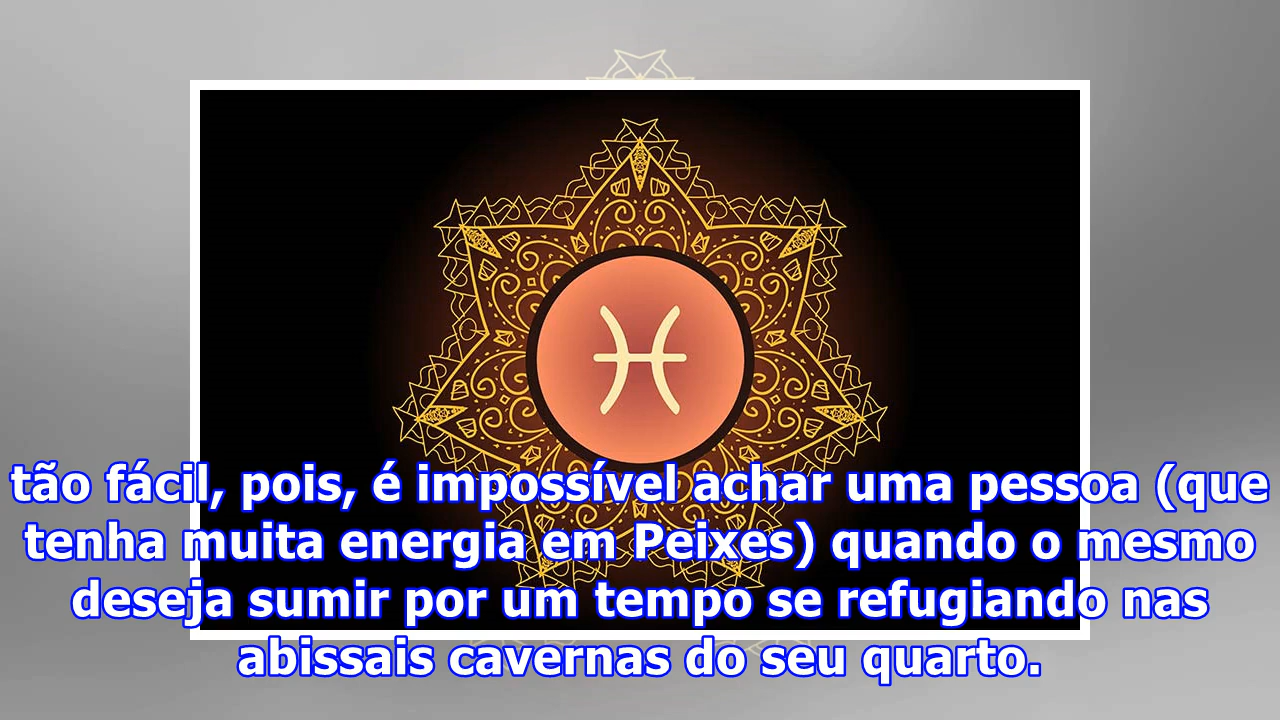 tão fácil, pois, é impossível achar uma pessoa (que
tenha muita energia em Peixes) quando o mesmo
deseja sumir por um tempo se refugiando nas
abissais cavernas do seu quarto.